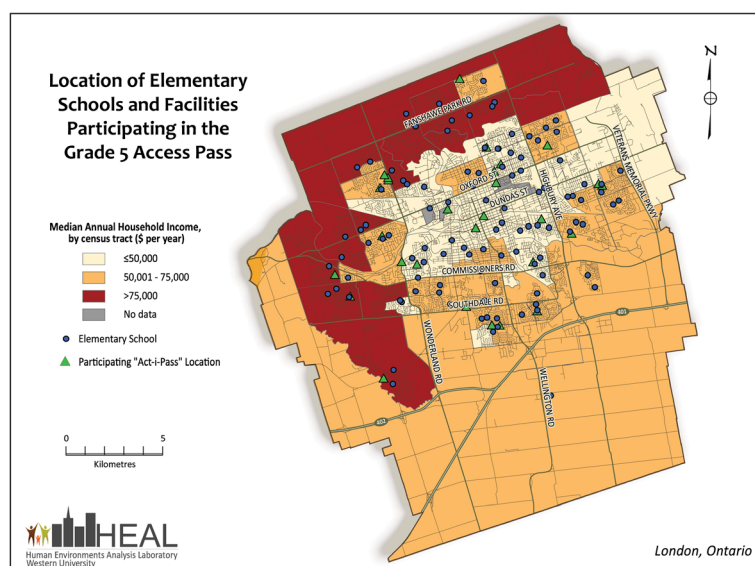 Location of Elementary
Schools and Facilities
Participating in the
Grade 5 Access Pass
Median Annual Household Income,
by census tract ($ per year)
≤50,000
50,001 - 75,000
>75,000
No data
Elementary School
Participating "Act-i-Pass" Location
0 5
Kilometres
HEAL
Human Environments Analysis Laboratory
Western University
N
FANSHAWE PARK RD
VETERANS MEMORIAL PKWY
HIGHBURY AVE
OXFORD ST
DUNDAS ST
COMMISSIONERS RD
SOUTHDALE RD
WONDERLAND RD
WELLINGTON RD
401
402
London, Ontario